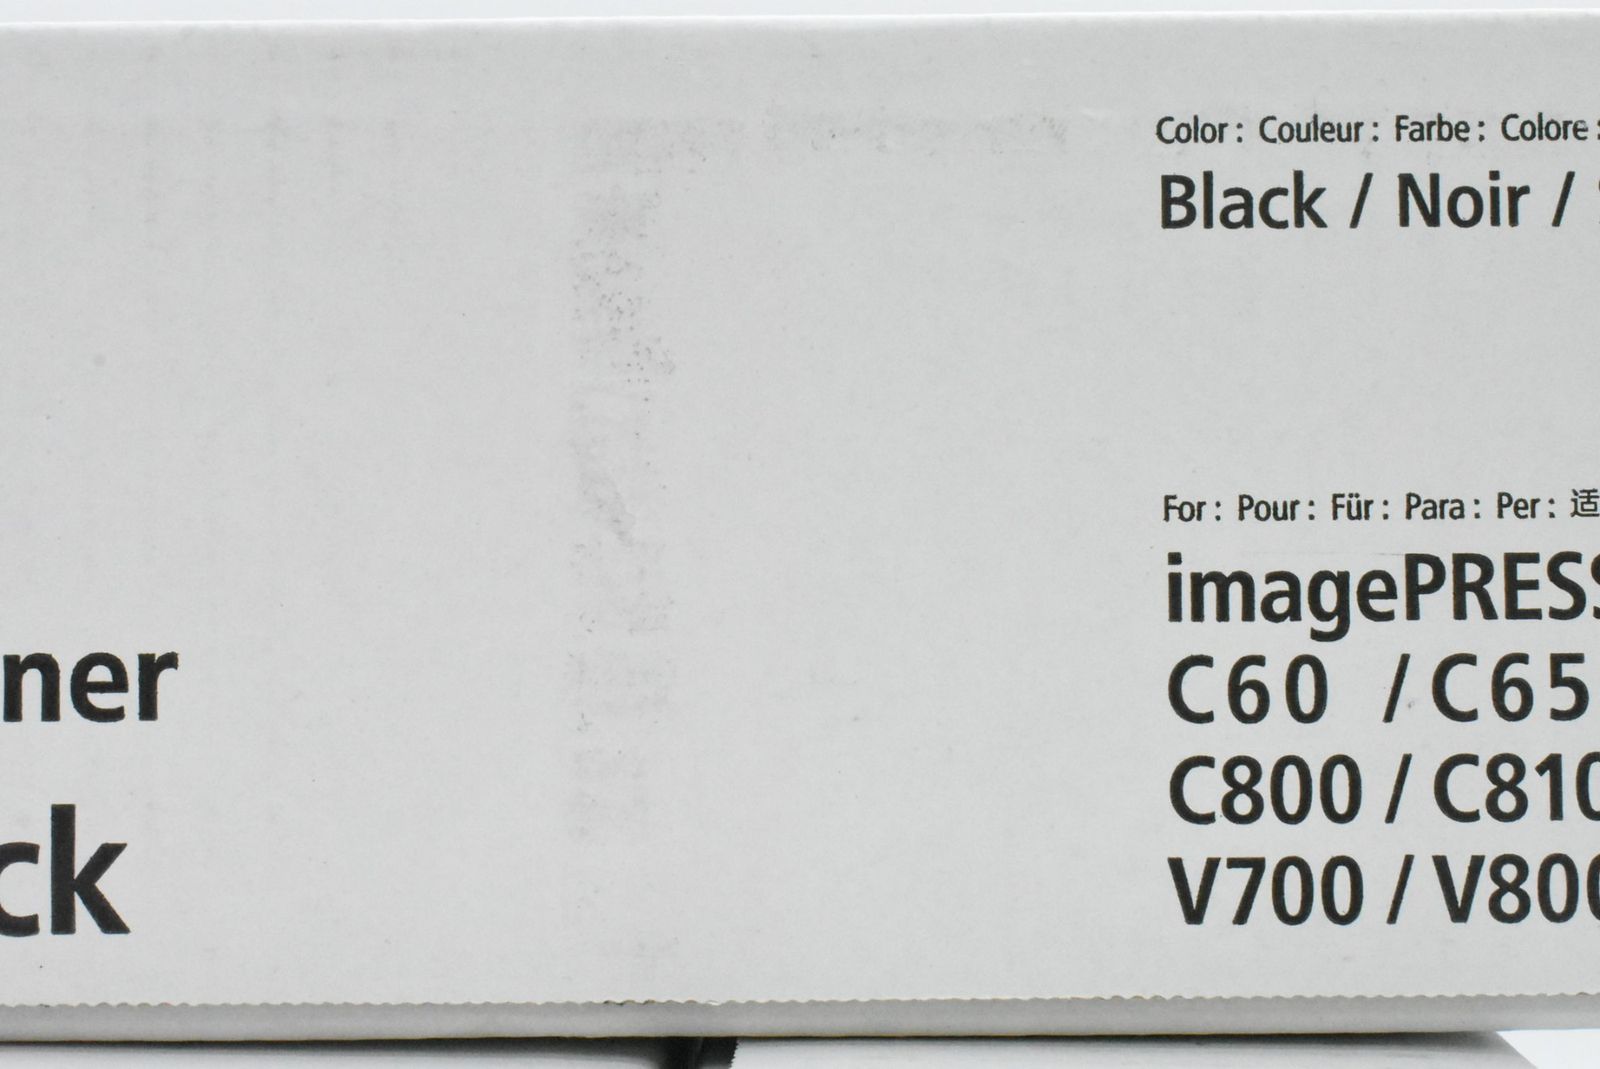 Color : Couleur : Farbe : Colore :
Black / Noir /
For : Pour : Für : Para : Per : 适
imagePRESS
C60 / C65
C800 / C810
V700 / V800
ner
ck